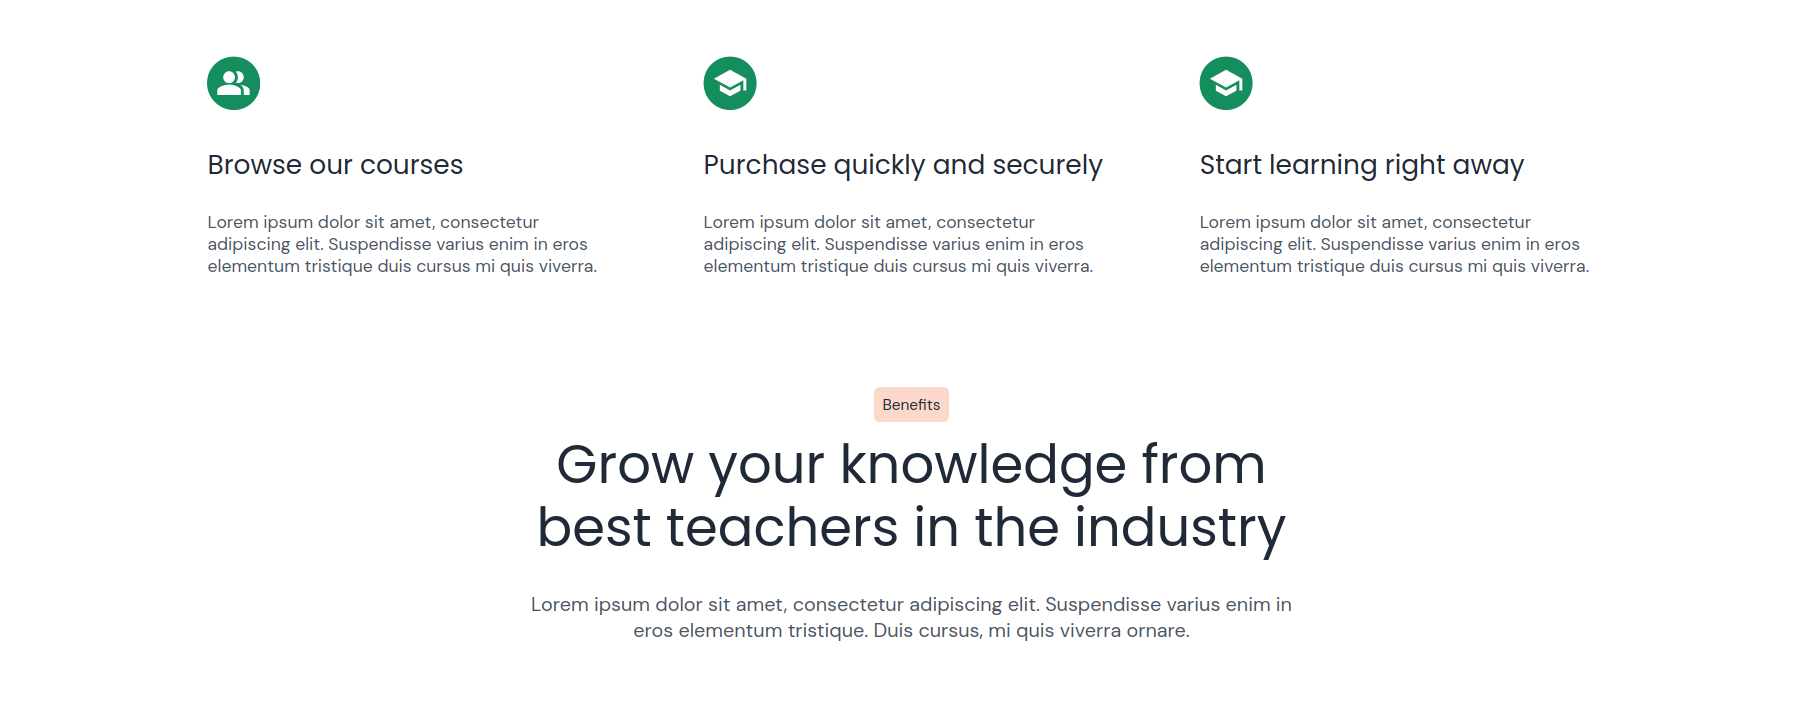 Browse our courses
Lorem ipsum dolor sit amet, consectetur
adipiscing elit. Suspendisse varius enim in eros
elementum tristique duis cursus mi quis viverra.
Purchase quickly and securely
Lorem ipsum dolor sit amet, consectetur
adipiscing elit. Suspendisse varius enim in eros
elementum tristique duis cursus mi quis viverra.
Start learning right away
Lorem ipsum dolor sit amet, consectetur
adipiscing elit. Suspendisse varius enim in eros
elementum tristique duis cursus mi quis viverra.
Benefits
Grow your knowledge from
best teachers in the industry
Lorem ipsum dolor sit amet, consectetur adipiscing elit. Suspendisse varius enim in
eros elementum tristique. Duis cursus, mi quis viverra ornare.